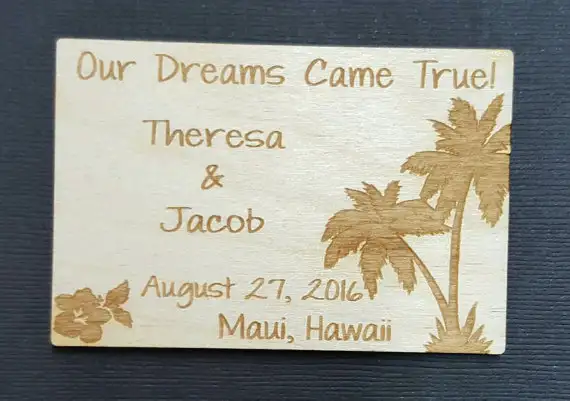 Our Dreams Came True!
Theresa
&
Jacob
August 27, 2016
Maui, Hawaii